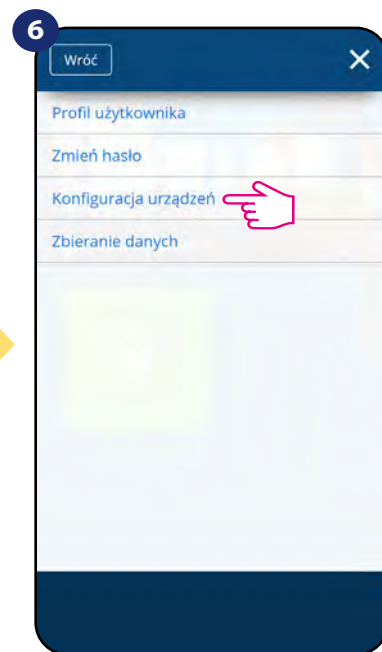 6
Wróć
Profil użytkownika
Zmień hasło
Konfiguracja urządzeń
Zbieranie danych